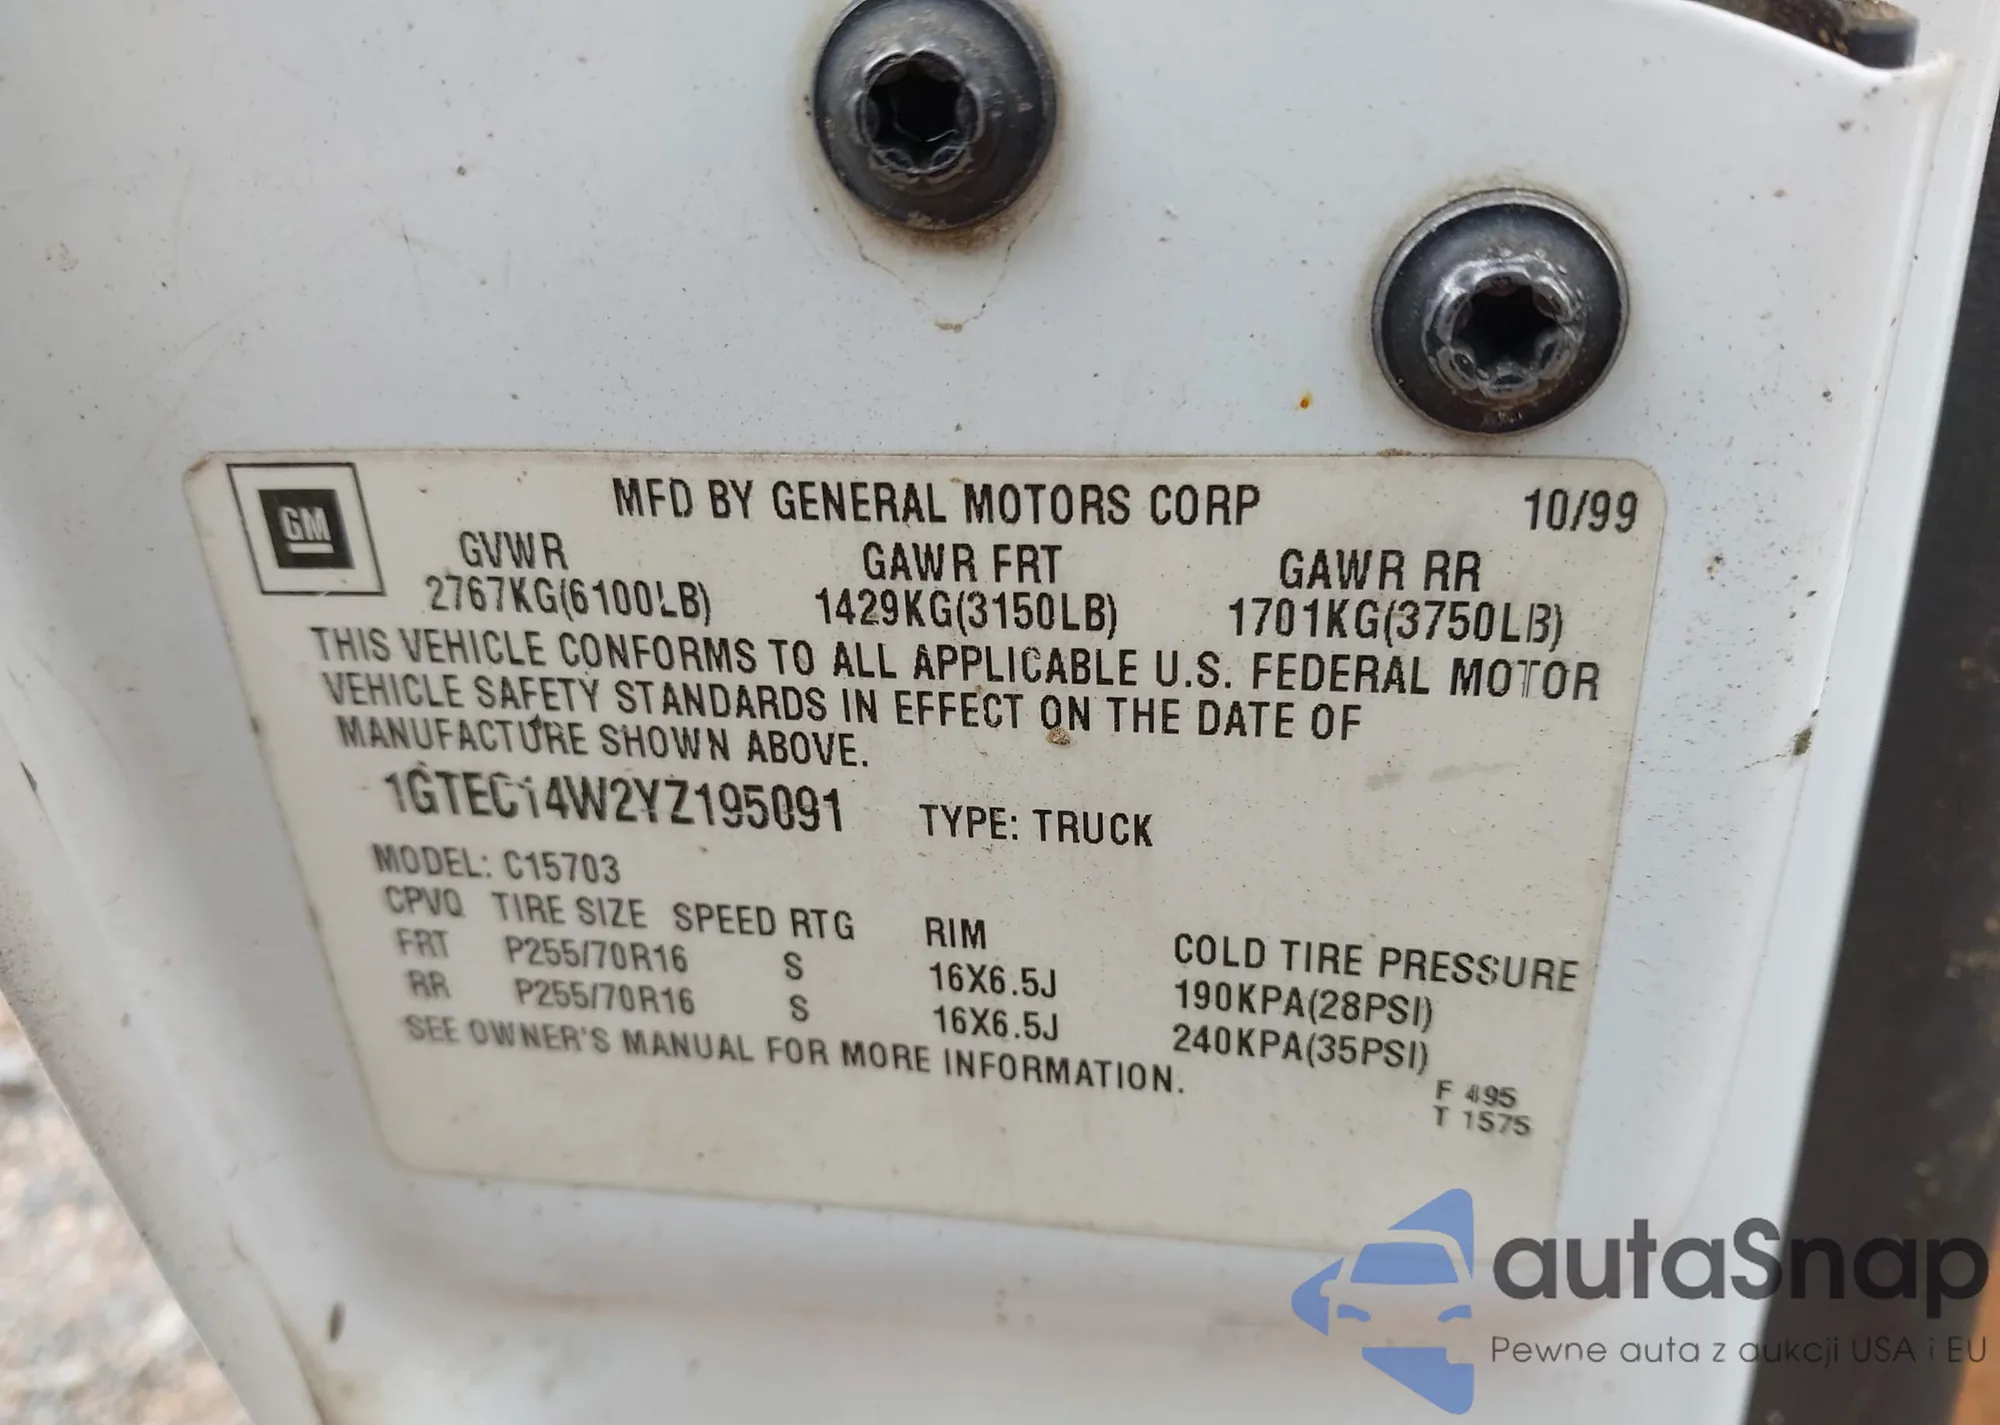 GM
MFD BY GENERAL MOTORS CORP 10/99
GVWR GAWR FRT GAWR RR
2767KG(6100LB) 1429KG(3150LB) 1701KG(3750LB)
THIS VEHICLE CONFORMS TO ALL APPLICABLE U.S. FEDERAL MOTOR
VEHICLE SAFETY STANDARDS IN EFFECT ON THE DATE OF
MANUFACTURE SHOWN ABOVE.
1GTEC14W2YZ195091 TYPE: TRUCK
MODEL: C15703
CPVQ TIRE SIZE SPEED RTG RIM COLD TIRE PRESSURE
FRT P255/70R16 S 16X6.5J 190KPA(28PSI)
RR P255/70R16 S 16X6.5J 240KPA(35PSI)
SEE OWNER'S MANUAL FOR MORE INFORMATION.
F 495
T 1575
autaSnap
Pewne auta z aukcji USA i EU